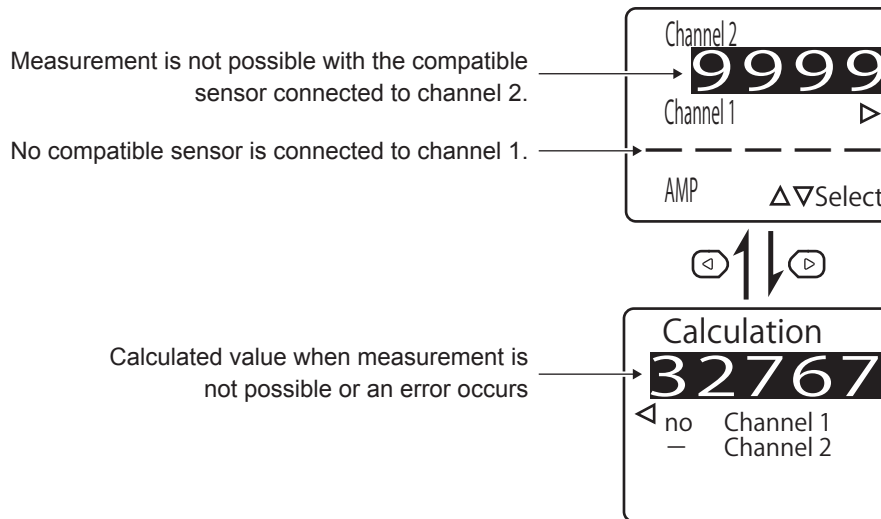 Measurement is not possible with the compatible
sensor connected to channel 2.
No compatible sensor is connected to channel 1.
Channel 2
9999
Channel 1
AMP
Select
Calculated value when measurement is
not possible or an error occurs
Calculation
32767
no Channel 1
— Channel 2